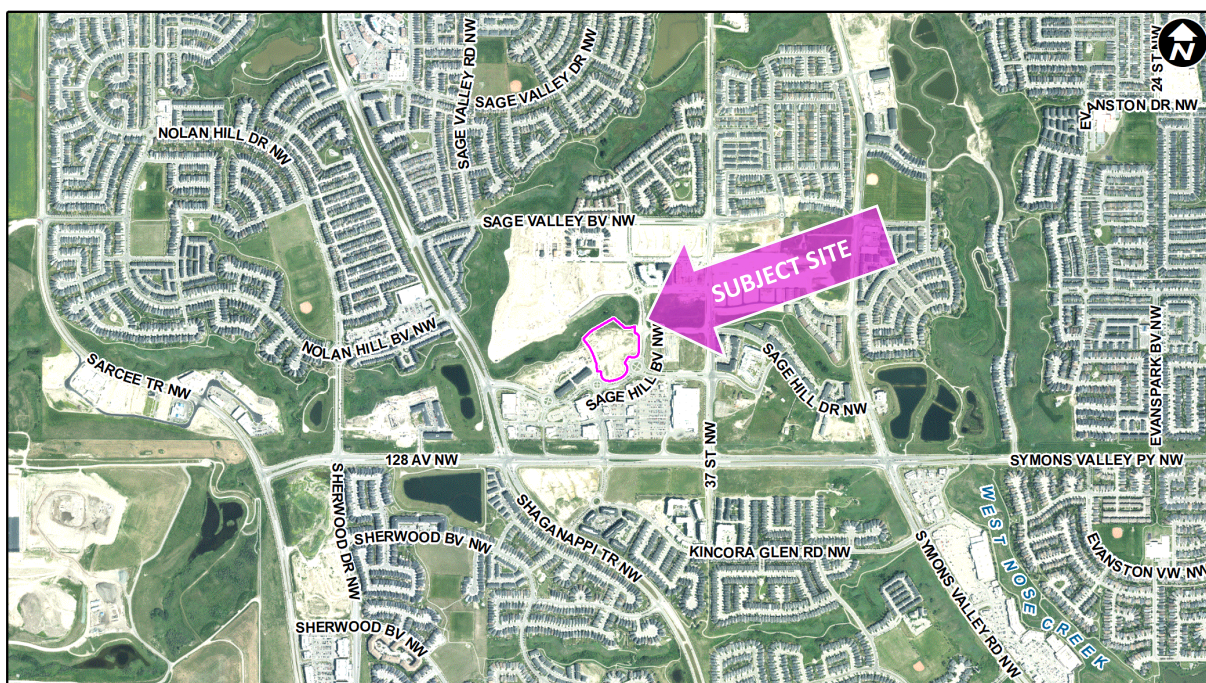 N
24 ST NW
SAGE VALLEY RD NW
SAGE VALLEY DR NW
EVANSTON DR NW
NOLAN HILL DR NW
SAGE VALLEY BV NW
SUBJECT SITE
NOLAN HILL BV NW
SAGE HILL BV NW
SAGE HILL DR NW
EVANSPARK BV NW
SARCEE TR NW
37 ST NW
128 AV NW
SYMONS VALLEY PY NW
SHERWOOD DR NW
SHAGANAPPI TR NW
SHERWOOD BV NW
KINCORA GLEN RD NW
WEST NOSE CREEK
SYMONS VALLEY RD NW
EVANSTON VW NW
SHERWOOD BV NW